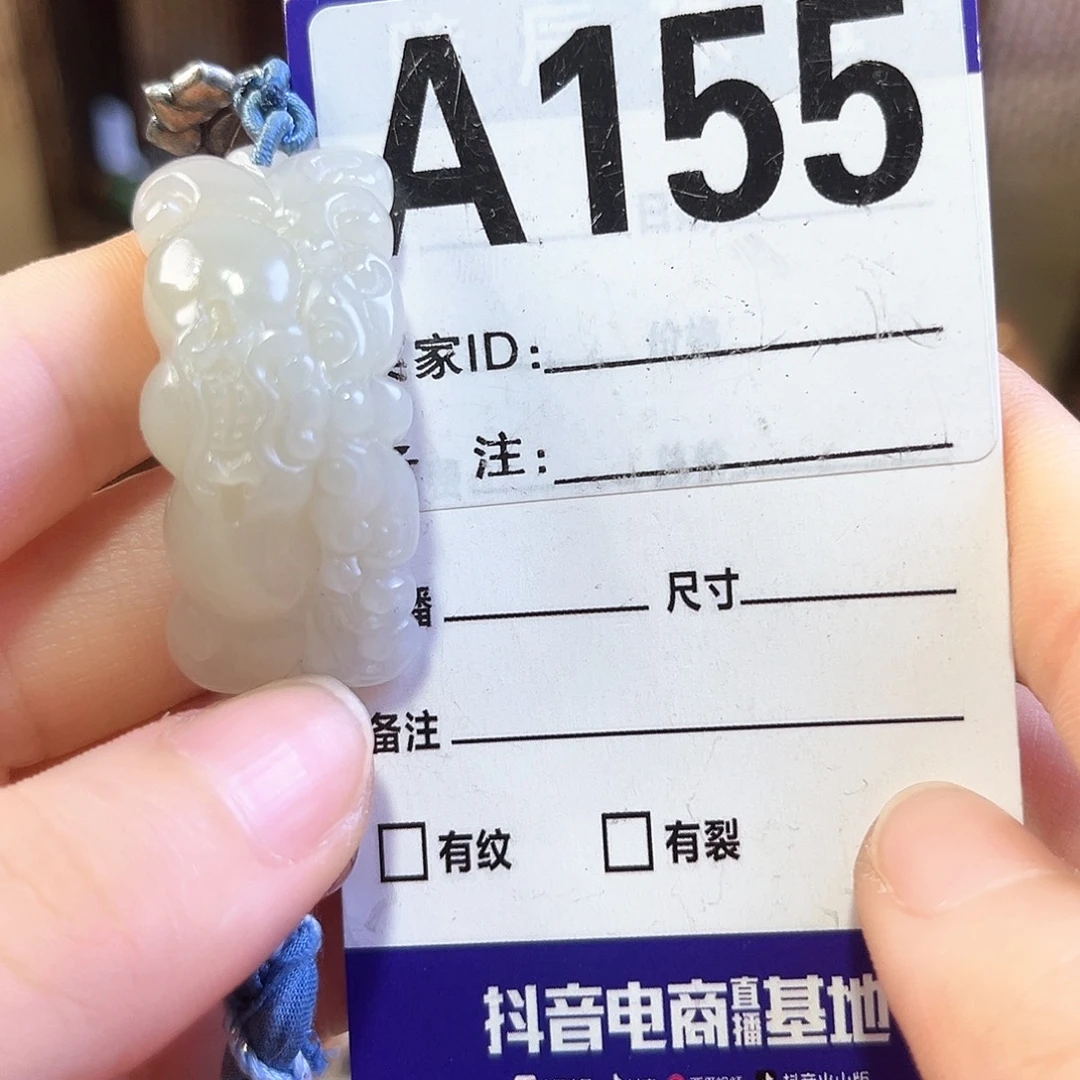 A155
家ID:
注:
尺寸
备注
有纹 有裂
抖音电商直播基地